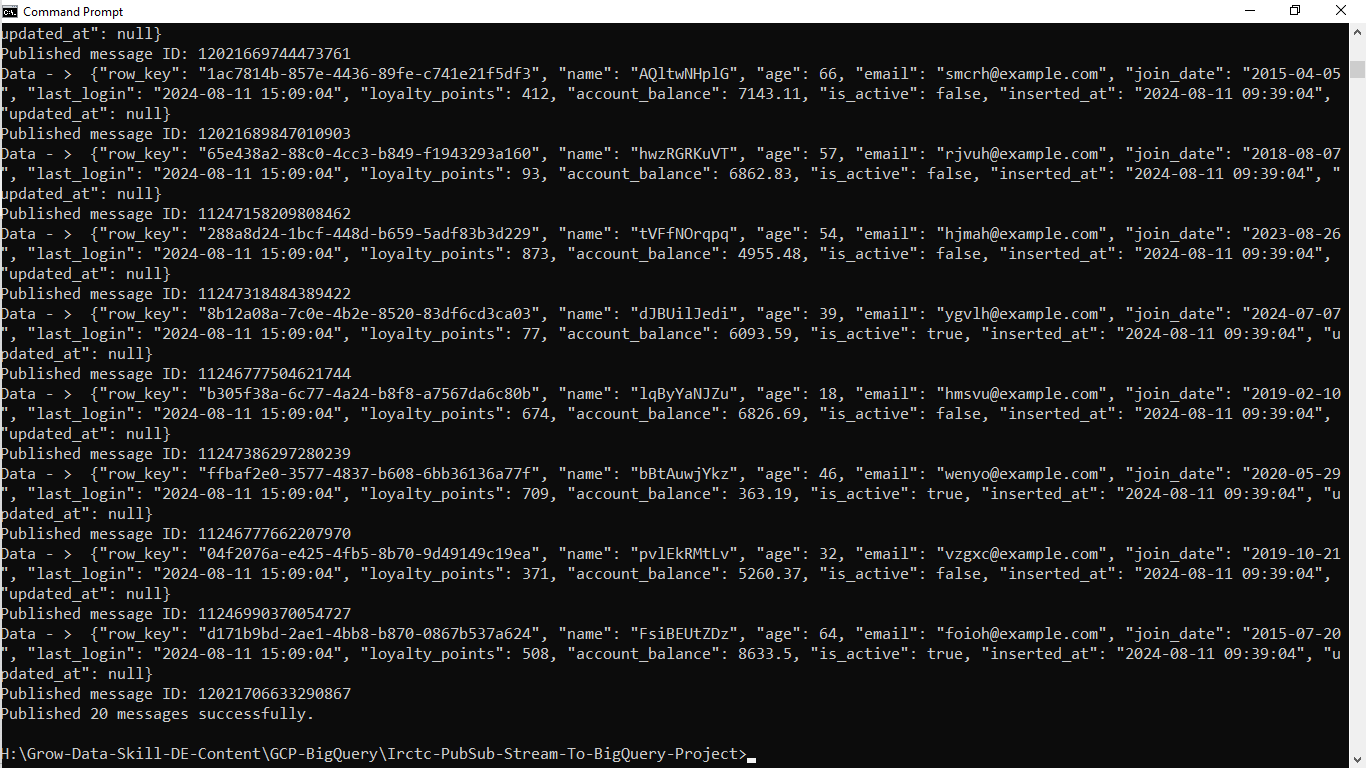 Command Prompt
updated_at": null}
Published message ID: 12021669744473761
Data - >  {"row_key": "1ac7814b-857e-4436-89fe-c741e21f5df3", "name": "AQltwNHplG", "age": 66, "email": "smcrh@example.com", "join_date": "2015-04-05
", "last_login": "2024-08-11 15:09:04", "loyalty_points": 412, "account_balance": 7143.11, "is_active": false, "inserted_at": "2024-08-11 09:39:04",
"updated_at": null}
Published message ID: 12021689847010903
Data - >  {"row_key": "65e438a2-88c0-4cc3-b849-f1943293a160", "name": "hwzRGRKuVT", "age": 57, "email": "rjvuh@example.com", "join_date": "2018-08-07
", "last_login": "2024-08-11 15:09:04", "loyalty_points": 93, "account_balance": 6862.83, "is_active": false, "inserted_at": "2024-08-11 09:39:04", "
updated_at": null}
Published message ID: 11247158209808462
Data - >  {"row_key": "288a8d24-1bcf-448d-b659-5adf83b3d229", "name": "tVFfNOrqpq", "age": 54, "email": "hjmah@example.com", "join_date": "2023-08-26
", "last_login": "2024-08-11 15:09:04", "loyalty_points": 873, "account_balance": 4955.48, "is_active": false, "inserted_at": "2024-08-11 09:39:04",
"updated_at": null}
Published message ID: 11247318484389422
Data - >  {"row_key": "8b12a08a-7c0e-4b2e-8520-83df6cd3ca03", "name": "dJBUilJedi", "age": 39, "email": "ygvlh@example.com", "join_date": "2024-07-07
", "last_login": "2024-08-11 15:09:04", "loyalty_points": 77, "account_balance": 6093.59, "is_active": true, "inserted_at": "2024-08-11 09:39:04", "u
pdated_at": null}
Published message ID: 11246777504621744
Data - >  {"row_key": "b305f38a-6c77-4a24-b8f8-a7567da6c80b", "name": "lqByYaNJZu", "age": 18, "email": "hmsvu@example.com", "join_date": "2019-02-10
", "last_login": "2024-08-11 15:09:04", "loyalty_points": 674, "account_balance": 6826.69, "is_active": false, "inserted_at": "2024-08-11 09:39:04",
"updated_at": null}
Published message ID: 11247386297280239
Data - >  {"row_key": "ffbaf2e0-3577-4837-b608-6bb36136a77f", "name": "bBtAuwjYkz", "age": 46, "email": "wenyo@example.com", "join_date": "2020-05-29
", "last_login": "2024-08-11 15:09:04", "loyalty_points": 709, "account_balance": 363.19, "is_active": true, "inserted_at": "2024-08-11 09:39:04", "u
pdated_at": null}
Published message ID: 11246777662207970
Data - >  {"row_key": "04f2076a-e425-4fb5-8b70-9d49149c19ea", "name": "pvlEkRMtLv", "age": 32, "email": "vzgxc@example.com", "join_date": "2019-10-21
", "last_login": "2024-08-11 15:09:04", "loyalty_points": 371, "account_balance": 5260.37, "is_active": false, "inserted_at": "2024-08-11 09:39:04",
"updated_at": null}
Published message ID: 11246990370054727
Data - >  {"row_key": "d171b9bd-2ae1-4bb8-b870-0867b537a624", "name": "FsiBEUtZDz", "age": 64, "email": "foioh@example.com", "join_date": "2015-07-20
", "last_login": "2024-08-11 15:09:04", "loyalty_points": 508, "account_balance": 8633.5, "is_active": true, "inserted_at": "2024-08-11 09:39:04", "u
pdated_at": null}
Published message ID: 12021706633290867
Published 20 messages successfully.
H:\Grow-Data-Skill-DE-Content\GCP-BigQuery\Irctc-PubSub-Stream-To-BigQuery-Project>